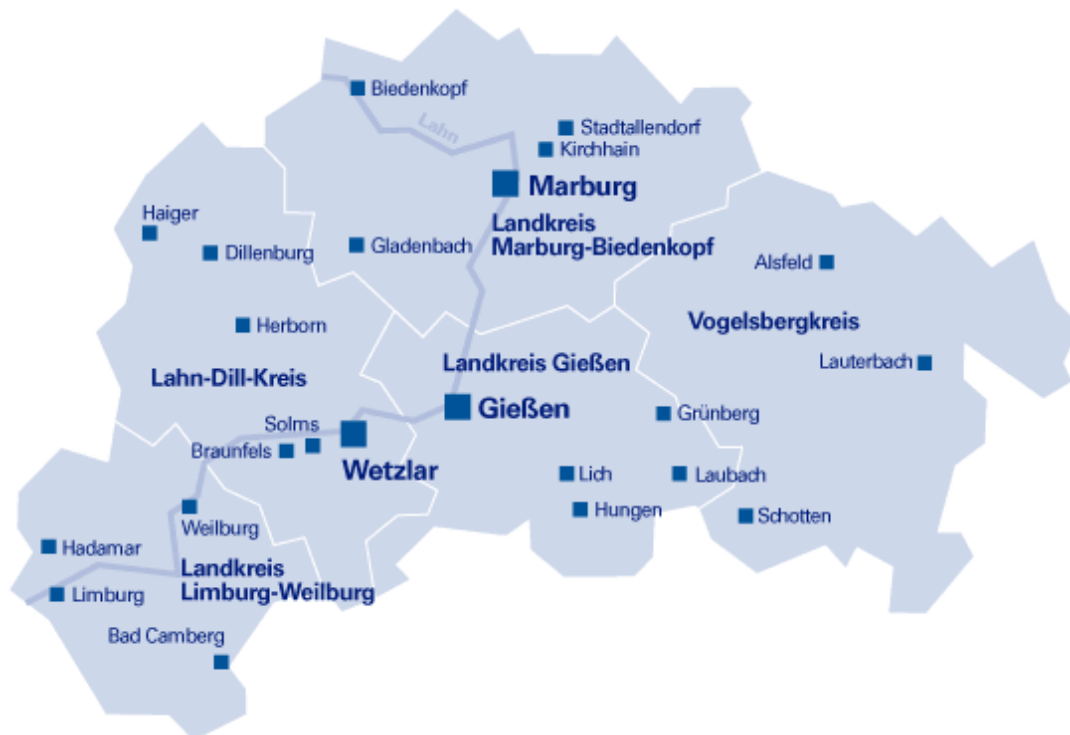 Biedenkopf
Lahn
Stadtallendorf
Kirchhain
Marburg
Landkreis
Marburg-Biedenkopf
Haiger
Dillenburg
Gladenbach
Alsfeld
Herborn
Vogelsbergkreis
Landkreis Gießen
Lauterbach
Lahn-Dill-Kreis
Gießen
Grünberg
Solms
Braunfels
Wetzlar
Lich
Laubach
Hungen
Schotten
Weilburg
Hadamar
Landkreis
Limburg-Weilburg
Limburg
Bad Camberg